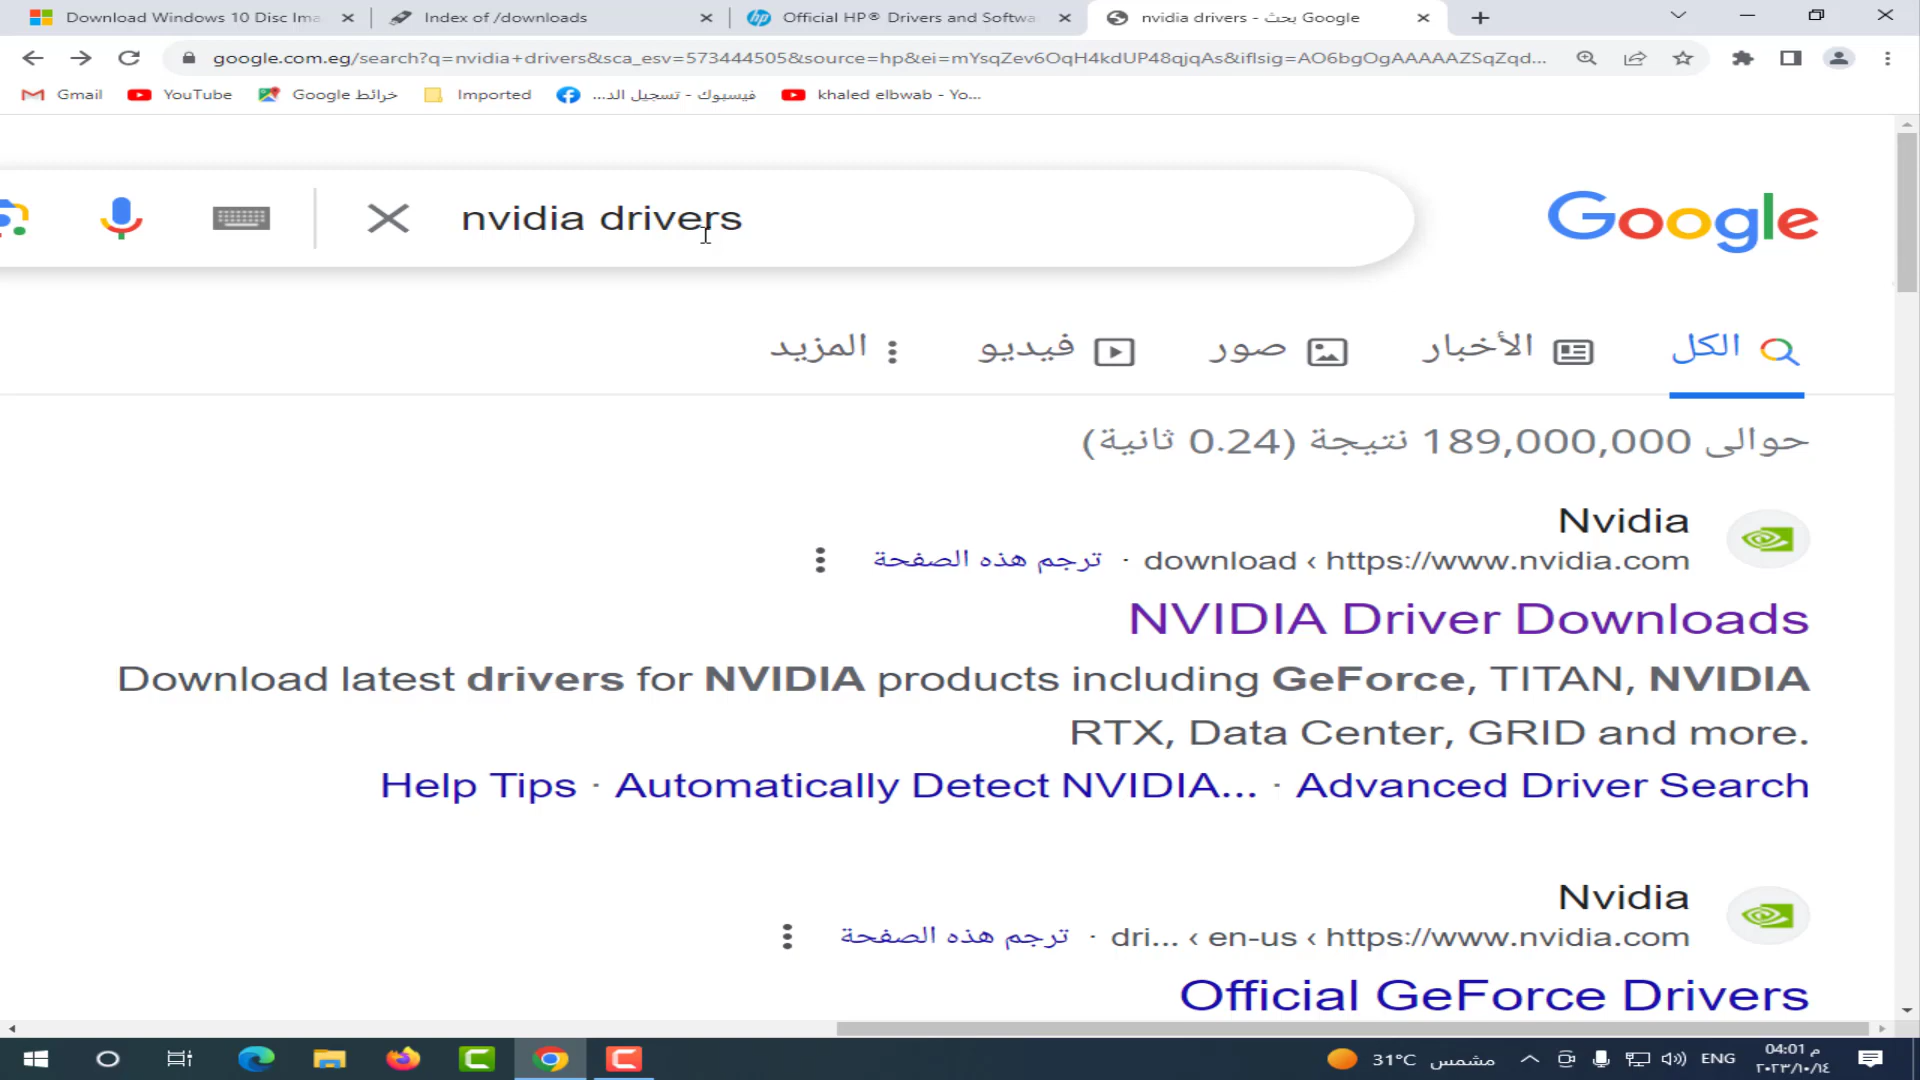 Download Windows 10 Disc Ima
Index of /downloads
Official HP® Drivers and Softwa
nvidia drivers - بحث Google
google.com.eg/search?q=nvidia+drivers&sca_esv=573444505&source=hp&ei=mYsqZev6OqH4kdUP48qjqAs&iflsig=AO6bgOgAAAAAZSqZqd...
Gmail
YouTube
خرائط Google
Imported
فيسبوك - تسجيل الد...
khaled elbwab - Yo...
nvidia drivers
Google
الكل
الأخبار
صور
فيديو
المزيد
حوالى 189,000,000 نتيجة (0.24 ثانية)
Nvidia
https://www.nvidia.com › download · ترجم هذه الصفحة
NVIDIA Driver Downloads
Download latest drivers for NVIDIA products including GeForce, TITAN, NVIDIA
RTX, Data Center, GRID and more.
Help Tips · Automatically Detect NVIDIA... · Advanced Driver Search
Nvidia
https://www.nvidia.com › en-us › dri... · ترجم هذه الصفحة
Official GeForce Drivers
31°C مشمس
ENG
04:01 م
٢٠٢٣/١٠/١٤